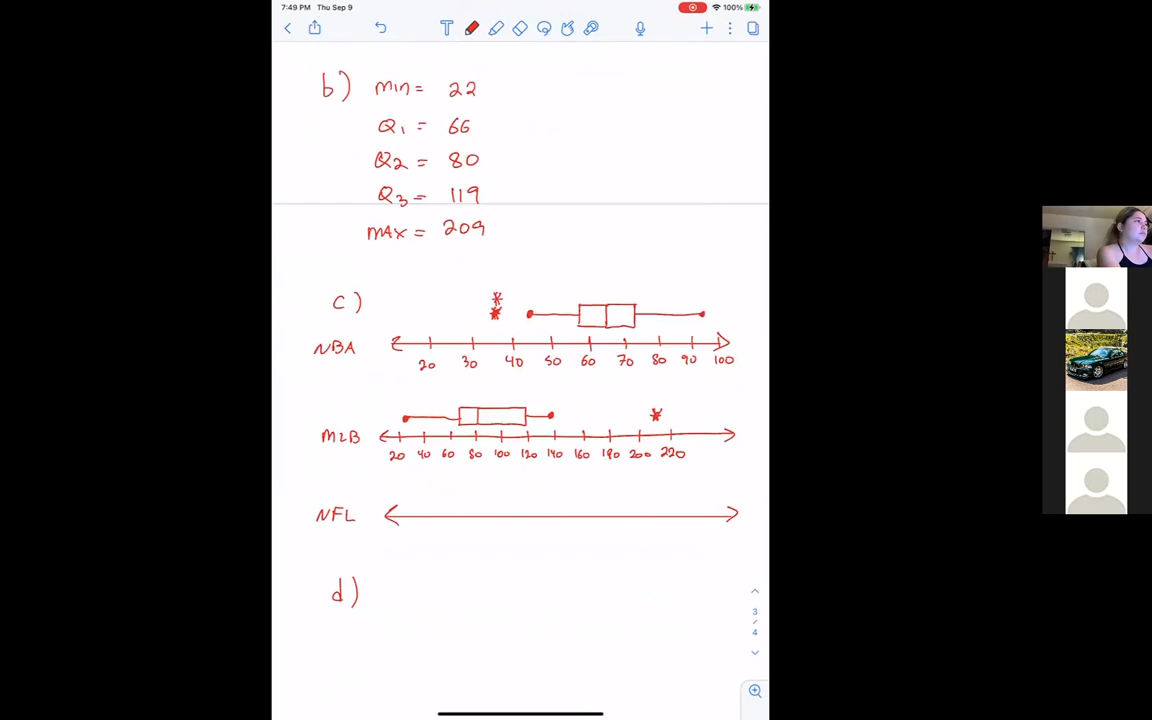 7:49 PM Thu Sep 9
100%
b) min = 22
Q1 = 66
Q2 = 80
Q3 = 119
MAX = 209
c)
NBA
20 30 40 50 60 70 80 90 100
MLB
20 40 60 80 100 120 140 160 190 200 220
NFL
d)
3
/
4